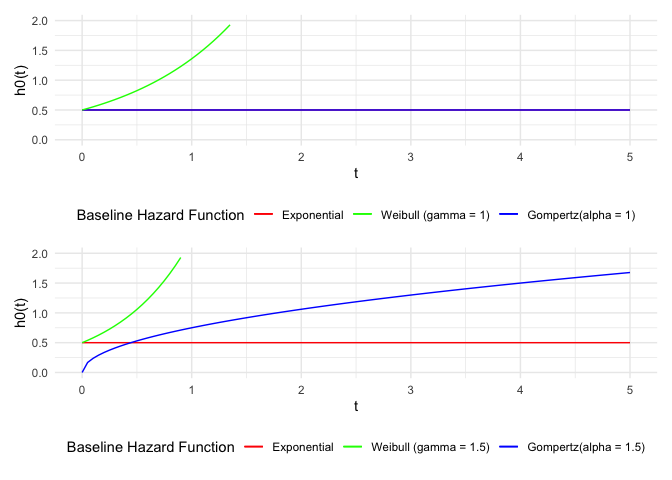 2.0
1.5
1.0
0.5
0.0
h0(t)
0 1 2 3 4 5
t
Baseline Hazard Function Exponential Weibull (gamma = 1) Gompertz(alpha = 1)
2.0
1.5
1.0
0.5
0.0
h0(t)
0 1 2 3 4 5
t
Baseline Hazard Function Exponential Weibull (gamma = 1.5) Gompertz(alpha = 1.5)